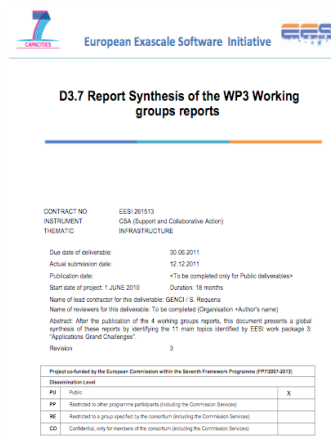 7
CAPACITIES
European Exascale Software Initiative
EESI
D3.7 Report Synthesis of the WP3 Working
groups reports
CONTRACT NO EESI 261513
INSTRUMENT CSA (Support and Collaborative Action)
THEMATIC INFRASTRUCTURE
Due date of deliverable: 30.06.2011
Actual submission date: 12.12.2011
Publication date: <To be completed only for Public deliverables>
Start date of project: 1 JUNE 2010 Duration: 18 months
Name of lead contractor for this deliverable: GENCI / S. Requena
Name of reviewers for this deliverable: To be completed (Organisation +Author's name)
Abstract: After the publication of the 4 working groups reports, this document presents a global
synthesis of these reports by identifying the 11 main topics identified by EESI work package 3:
"Applications Grand Challenges".
Revision 3
Project co-funded by the European Commission within the Seventh Framework Programme (FP7/2007-2013)
Dissemination Level
PU Public X
PP Restricted to other programme participants (including the Commission Services)
RE Restricted to a group specified by the consortium (including the Commission Services)
CO Confidential, only for members of the consortium (including the Commission Services)